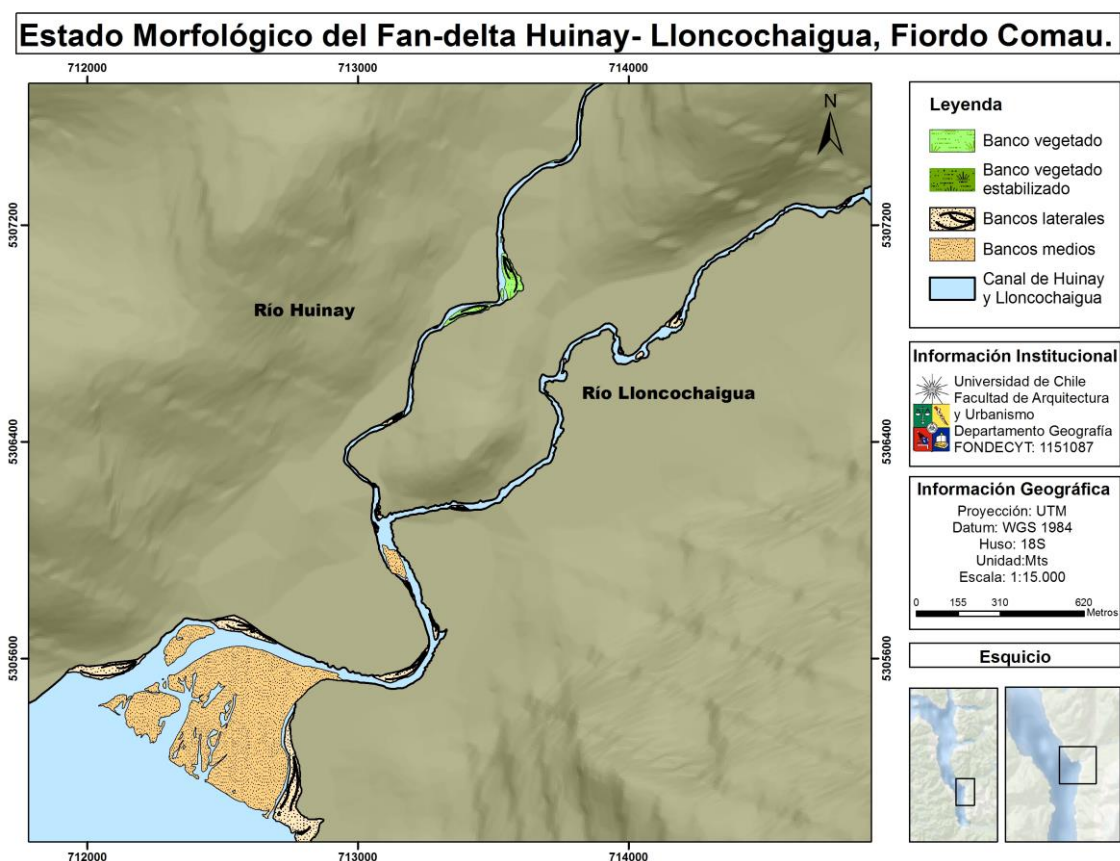 Estado Morfológico del Fan-delta Huinay- Lloncochaigua, Fiordo Comau.
712000
713000
714000
5307200
5306400
5305600
N
Río Huinay
Río Lloncochaigua
5307200
5306400
5305600
712000
713000
714000
Leyenda
Banco vegetado
Banco vegetado
estabilizado
Bancos laterales
Bancos medios
Canal de Huinay
y Lloncochaigua
Información Institucional
Universidad de Chile
Facultad de Arquitectura
y Urbanismo
Departamento Geografía
FONDECYT: 1151087
Información Geográfica
Proyección: UTM
Datum: WGS 1984
Huso: 18S
Unidad:Mts
Escala: 1:15.000
0 155 310 620
Metros
Esquicio